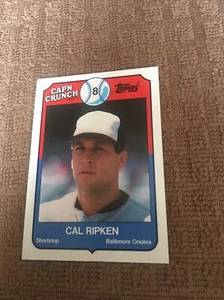 CAP'N CRUNCH
8
TOPPS
CAL RIPKEN
Shortstop
Baltimore Orioles